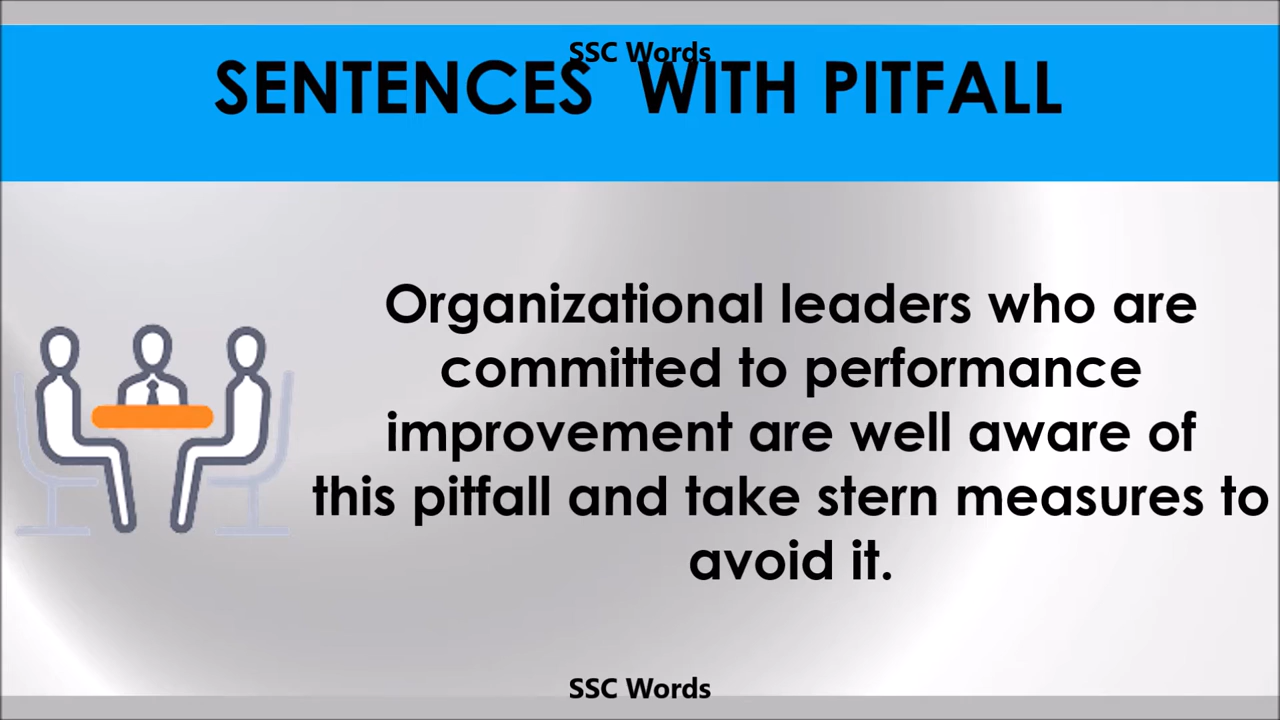 SSC Words
SENTENCES WITH PITFALL
Organizational leaders who are
committed to performance
improvement are well aware of
this pitfall and take stern measures to
avoid it.
SSC Words